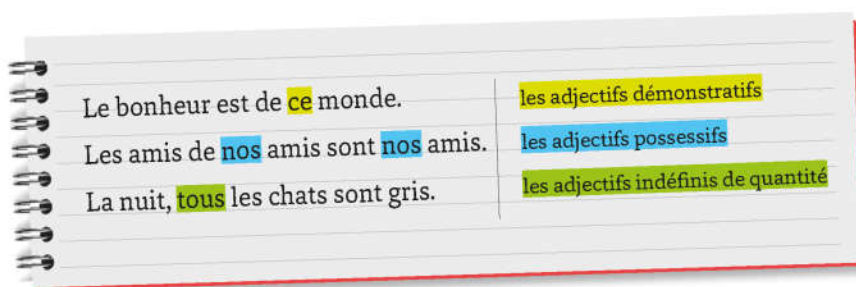 Le bonheur est de ce monde.
les adjectifs démonstratifs
Les amis de nos amis sont nos amis.
les adjectifs possessifs
La nuit, tous les chats sont gris.
les adjectifs indéfinis de quantité